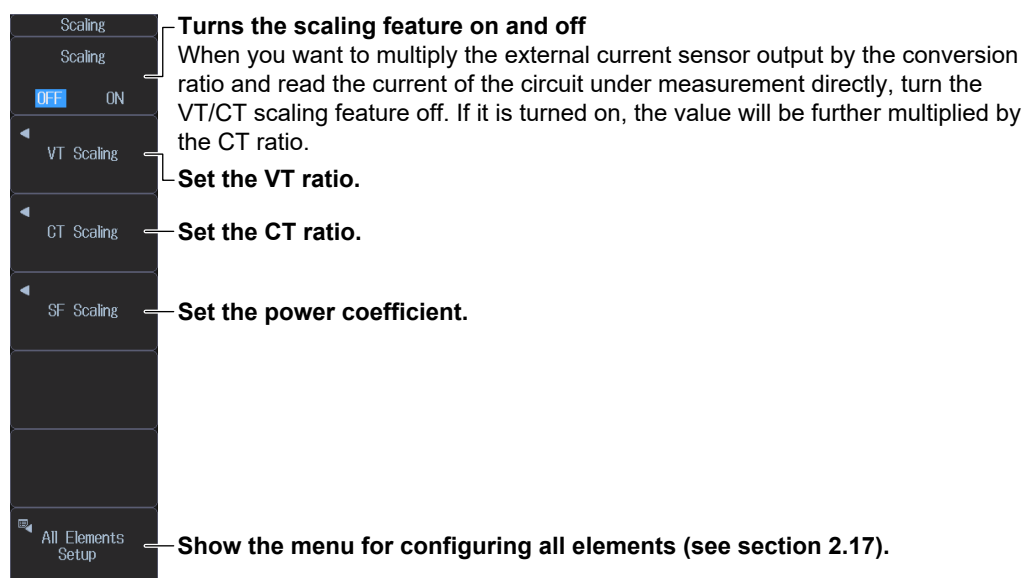 Scaling
Scaling
OFF ON
VT Scaling
CT Scaling
SF Scaling
All Elements
Setup
Turns the scaling feature on and off
When you want to multiply the external current sensor output by the conversion
ratio and read the current of the circuit under measurement directly, turn the
VT/CT scaling feature off. If it is turned on, the value will be further multiplied by
the CT ratio.
Set the VT ratio.
Set the CT ratio.
Set the power coefficient.
Show the menu for configuring all elements (see section 2.17).